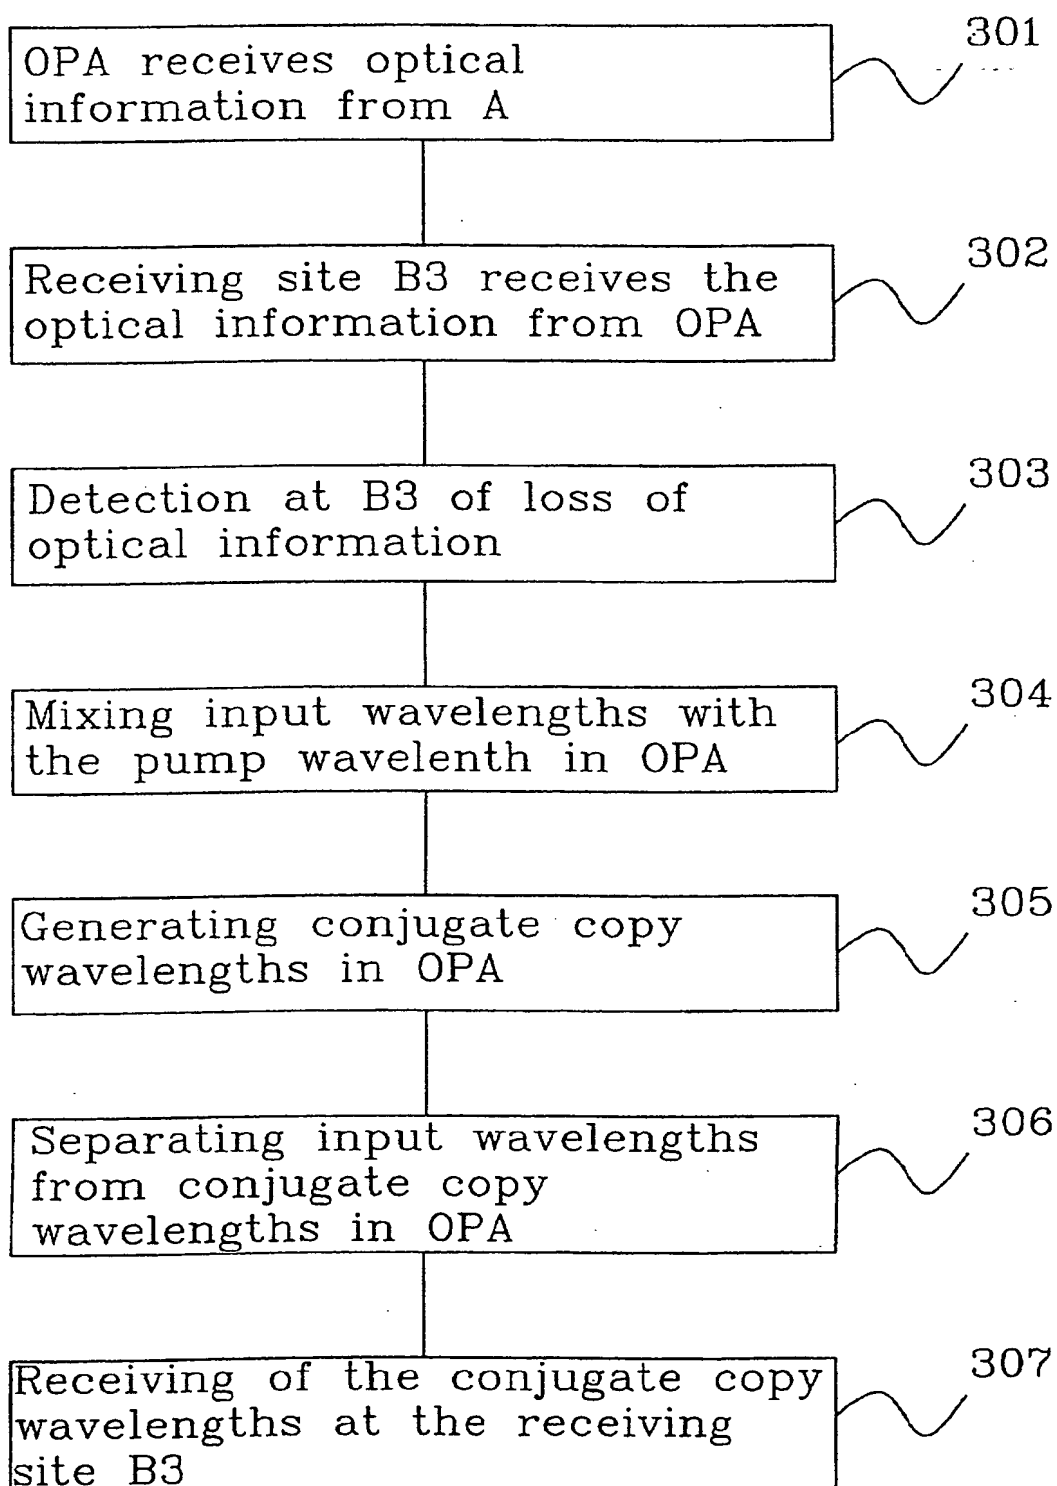 301
OPA receives optical
information from A
302
Receiving site B3 receives the
optical information from OPA
303
Detection at B3 of loss of
optical information
304
Mixing input wavelengths with
the pump wavelenth in OPA
305
Generating conjugate copy
wavelengths in OPA
306
Separating input wavelengths
from conjugate copy
wavelengths in OPA
307
Receiving of the conjugate copy
wavelengths at the receiving
site B3